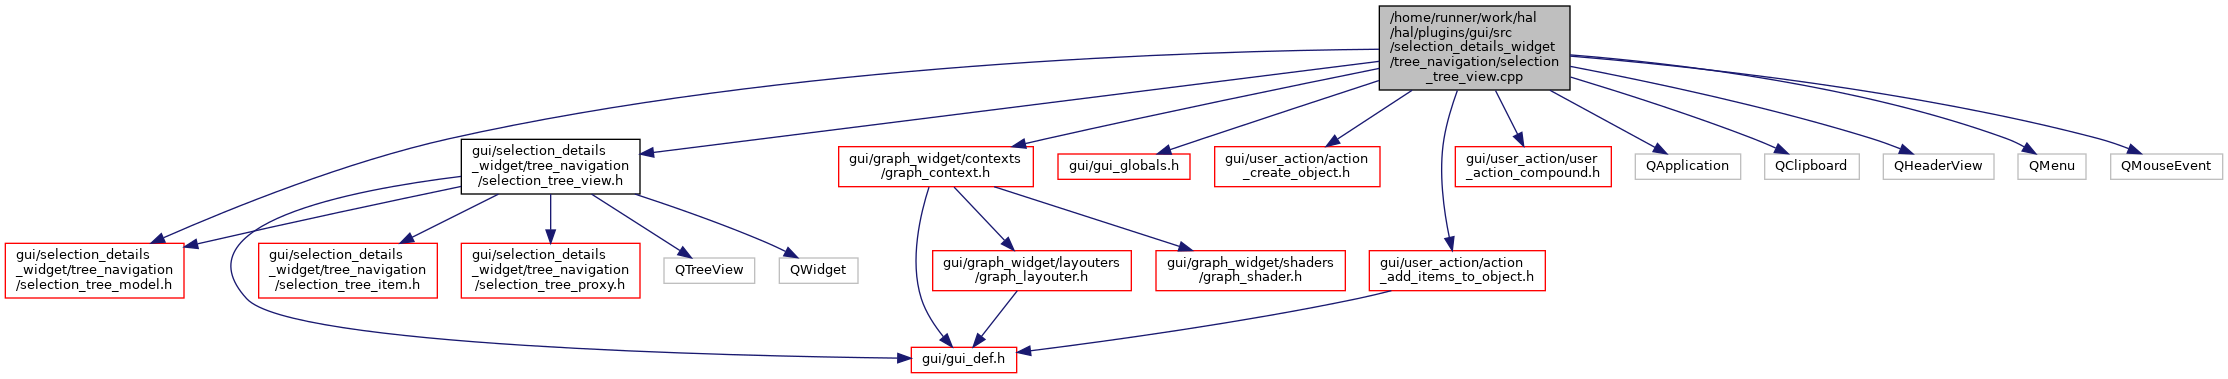 /home/runner/work/hal
/hal/plugins/gui/src
/selection_details_widget
/tree_navigation/selection
_tree_view.cpp
gui/selection_details
_widget/tree_navigation
/selection_tree_view.h
gui/graph_widget/contexts
/graph_context.h
gui/gui_globals.h
gui/user_action/action
_create_object.h
gui/user_action/user
_action_compound.h
QApplication
QClipboard
QHeaderView
QMenu
QMouseEvent
gui/selection_details
_widget/tree_navigation
/selection_tree_model.h
gui/selection_details
_widget/tree_navigation
/selection_tree_item.h
gui/selection_details
_widget/tree_navigation
/selection_tree_proxy.h
QTreeView
QWidget
gui/graph_widget/layouters
/graph_layouter.h
gui/graph_widget/shaders
/graph_shader.h
gui/user_action/action
_add_items_to_object.h
gui/gui_def.h